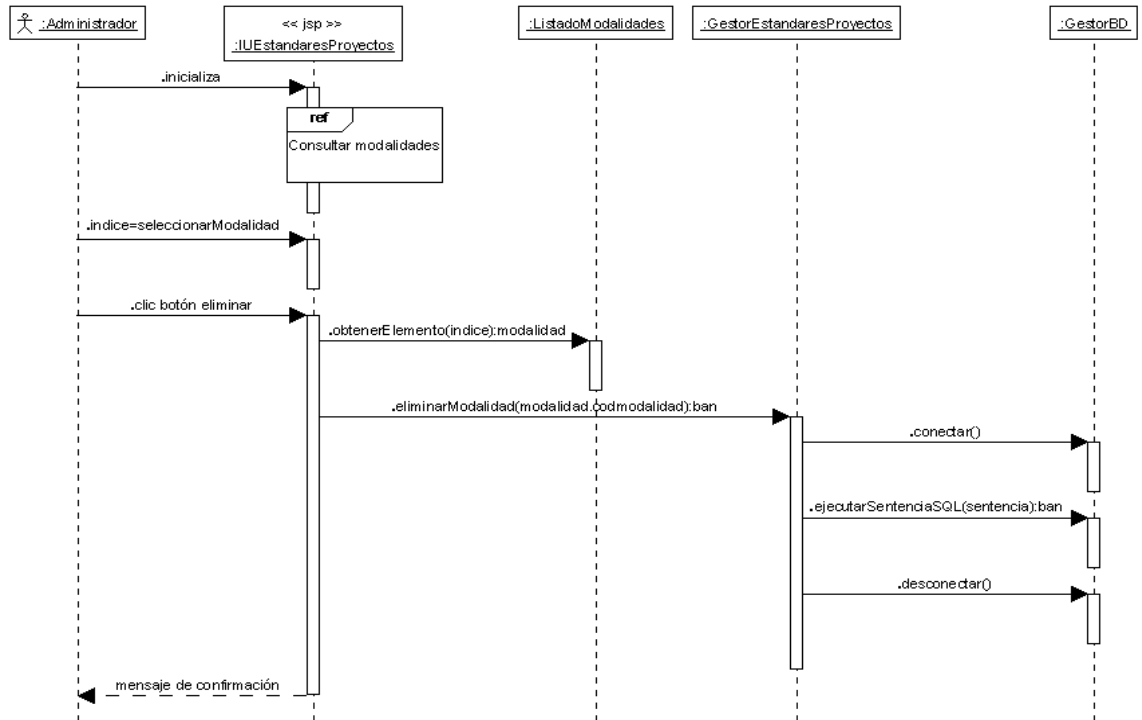 :Administrador
<< jsp >>
:IUEstandaresProyectos
:ListadoModalidades
:GestorEstandaresProyectos
:GestorBD
.inicializa
ref
Consultar modalidades
.indice=seleccionarModalidad
.clic botón eliminar
.obtenerElemento(indice):modalidad
.eliminarModalidad(modalidad.codmodalidad):ban
.conectar()
.ejecutarSentenciaSQL(sentencia):ban
.desconectar()
mensaje de confirmación